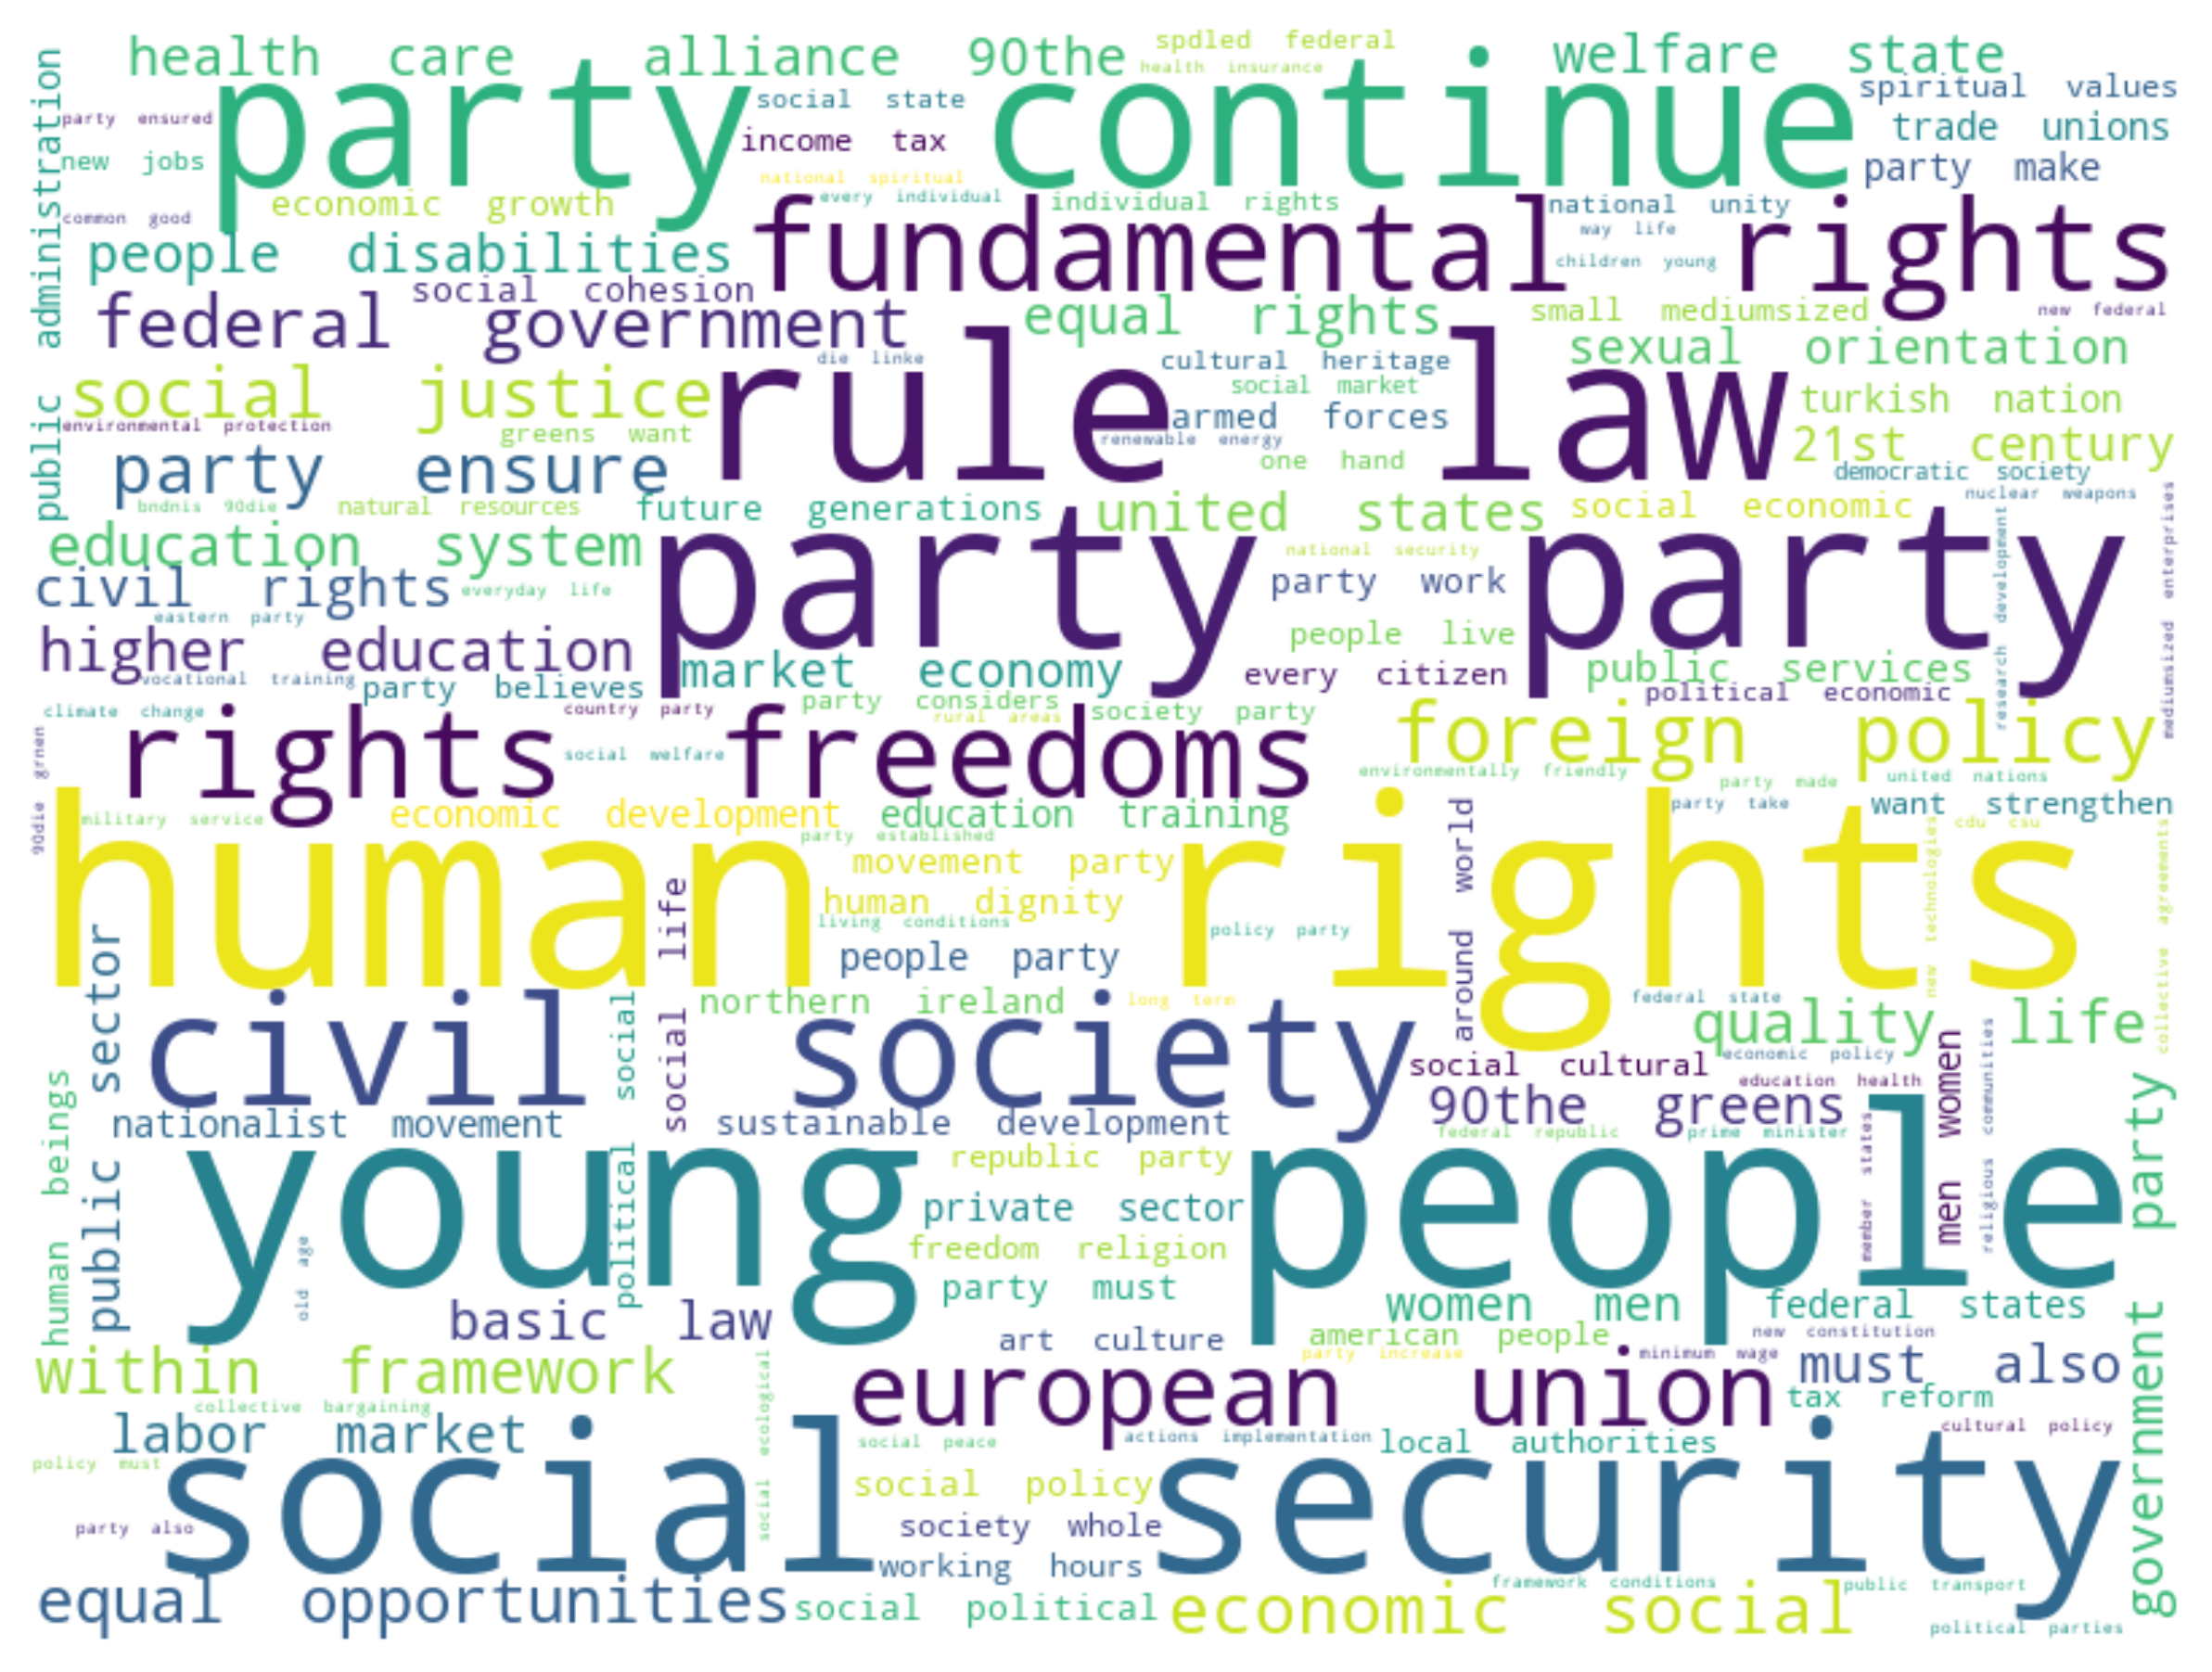 health care alliance 90the spdled federal welfare state
health insurance
party continue
social state spiritual values
party ensured trade unions
income tax
new jobs party make
national spiritual
economic growth every individual individual rights national unity
common good way life
people disabilities fundamental rights
children young
social cohesion
federal government equal rights small mediumsized new federal
die linke cultural heritage sexual orientation
social market
social justice rule law turkish nation
armed forces
environmental protection greens want renewable energy 21st century
party ensure one hand democratic society
nuclear weapons
bndnis 90die natural resources future generations united states social economic
education system party party
national security
civil rights everyday life party work
eastern party people live
higher education market economy every citizen public services
vocational training party believes political economic
climate change country party party considers society party
rural areas
rights freedoms foreign policy
social welfare
environmentally friendly party made united nations
military service economic development education training party take want strengthen
party established cdu csu
human rights
movement party
human dignity
living conditions policy party
people party
northern ireland long term federal state quality life
civil society
social cultural economic policy
education health
nationalist movement sustainable development 90the greens
federal republic prime minister
young people
republic party
private sector
freedom religion
party must
basic law women men federal states
art culture american people new constitution
within framework party increase minimum wage must also
european union
collective bargaining tax reform
labor market social peace actions implementation local authorities cultural policy
policy must
social security
social policy
party also society whole
working hours
equal opportunities social political economic social
framework conditions public transport
political parties
public administration
90die grnen
public sector
human beings
old age
political social
social life
social ecological
around world
research development
mediumsized enterprises
new technologies
collective agreements
member states
men women
religious communities
government party